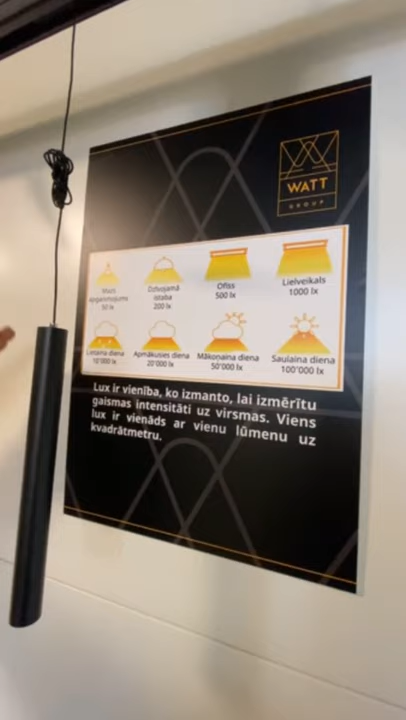 WATT
GROUP
Mazs
apgaismojums
50 lx
Dzīvojamā
istaba
200 lx
Ofiss
500 lx
Lielveikals
1000 lx
Lietaina diena
10'000 lx
Apmākusies diena
20'000 lx
Mākoņaina diena
50'000 lx
Saulaina diena
100'000 lx
Lux ir vienība, ko izmanto, lai izmērītu
gaismas intensitāti uz virsmas. Viens
lux ir vienāds ar vienu lūmenu uz
kvadrātmetru.